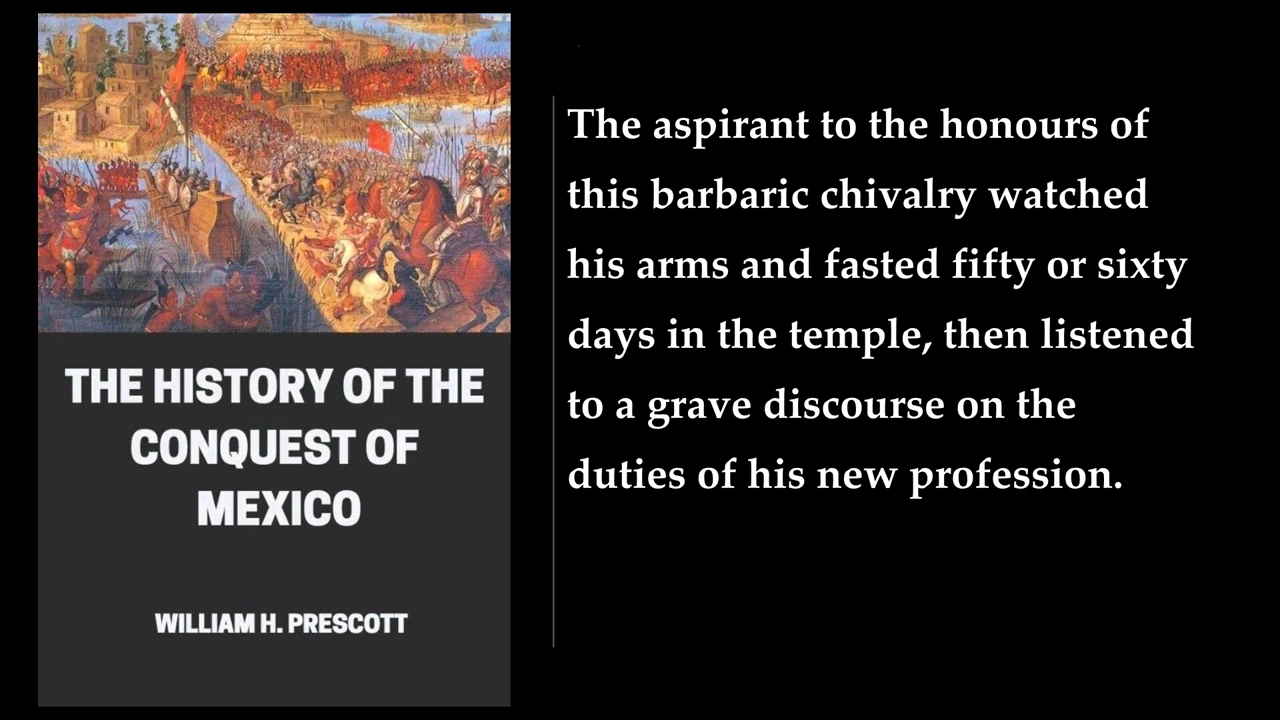 THE HISTORY OF THE
CONQUEST OF
MEXICO
WILLIAM H. PRESCOTT
The aspirant to the honours of
this barbaric chivalry watched
his arms and fasted fifty or sixty
days in the temple, then listened
to a grave discourse on the
duties of his new profession.